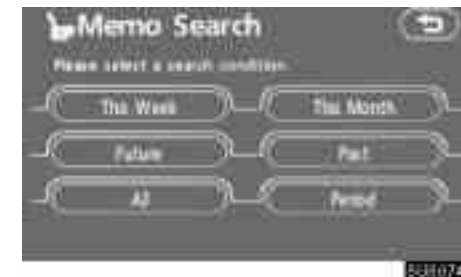 Memo Search
Please select a search condition.
This Week This Month
Future Past
All Period